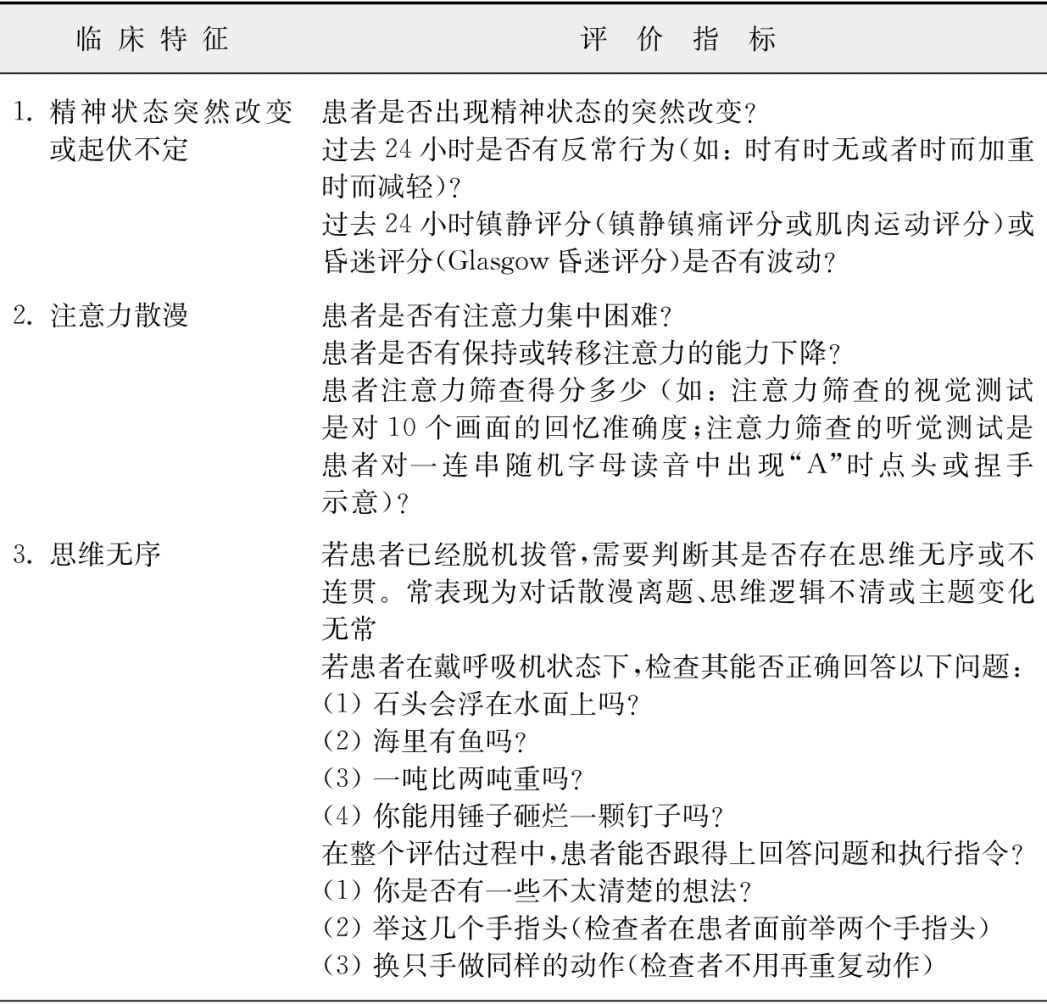 临床特征 评价指标
1. 精神状态突然改变 患者是否出现精神状态的突然改变?
或起伏不定 过去 24 小时是否有反常行为(如: 时有时无或者时而加重
时而减轻)?
过去 24 小时镇静评分(镇静镇痛评分或肌肉运动评分)或
昏迷评分(Glasgow 昏迷评分)是否有波动?
2. 注意力散漫 患者是否有注意力集中困难?
患者是否有保持或转移注意力的能力下降?
患者注意力筛查得分多少 (如: 注意力筛查的视觉测试
是对 10 个画面的回忆准确度;注意力筛查的听觉测试是
患者对一连串随机字母读音中出现“A”时点头或捏手
示意)?
3. 思维无序 若患者已经脱机拔管,需要判断其是否存在思维无序或不
连贯。常表现为对话散漫离题、思维逻辑不清或主题变化
无常
若患者在戴呼吸机状态下,检查其能否正确回答以下问题:
(1) 石头会浮在水面上吗?
(2) 海里有鱼吗?
(3) 一吨比两吨重吗?
(4) 你能用锤子砸烂一颗钉子吗?
在整个评估过程中,患者能否跟得上回答问题和执行指令?
(1) 你是否有一些不太清楚的想法?
(2) 举这几个手指头(检查者在患者面前举两个手指头)
(3) 换只手做同样的动作(检查者不用再重复动作)